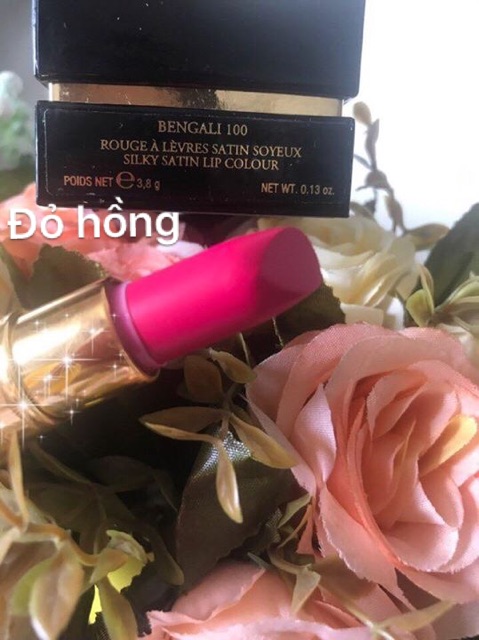 BENGALI 100
ROUGE À LÈVRES SATIN SOYEUX
SILKY SATIN LIP COLOUR
POIDS NET ℮ 3,8 g NET WT. 0.13 oz.
Đỏ hồng